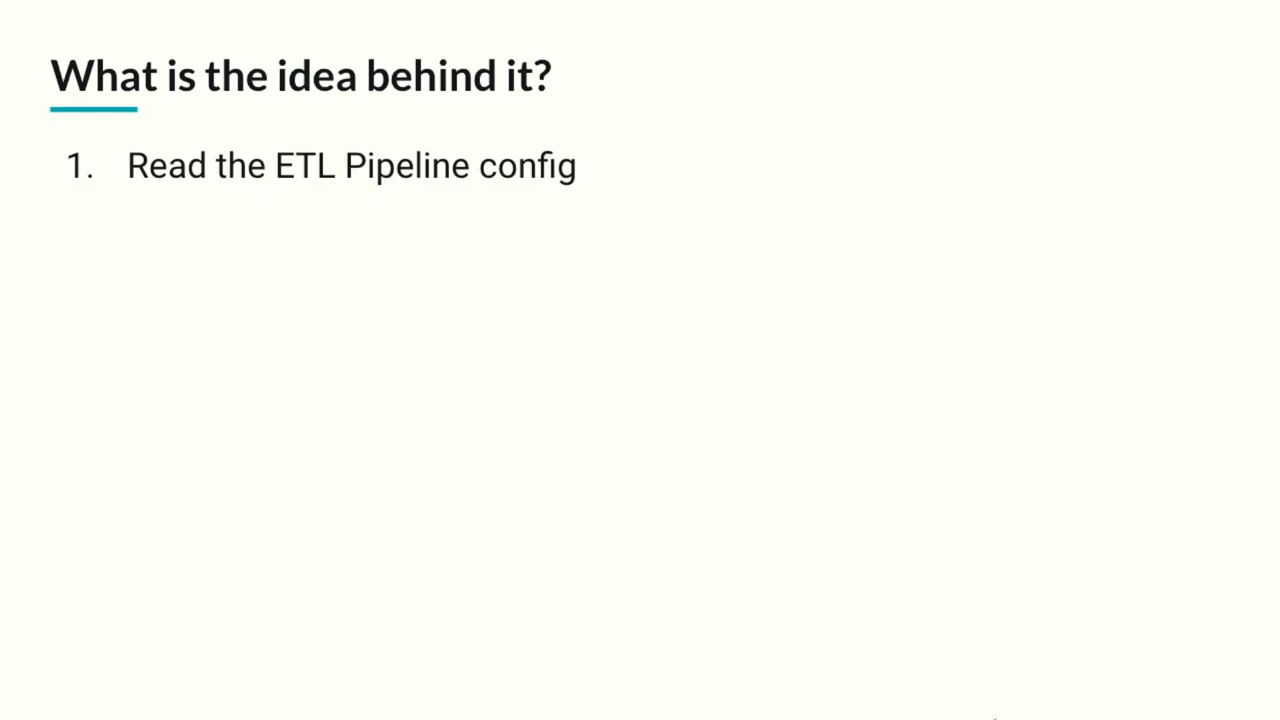 What is the idea behind it?
1. Read the ETL Pipeline config